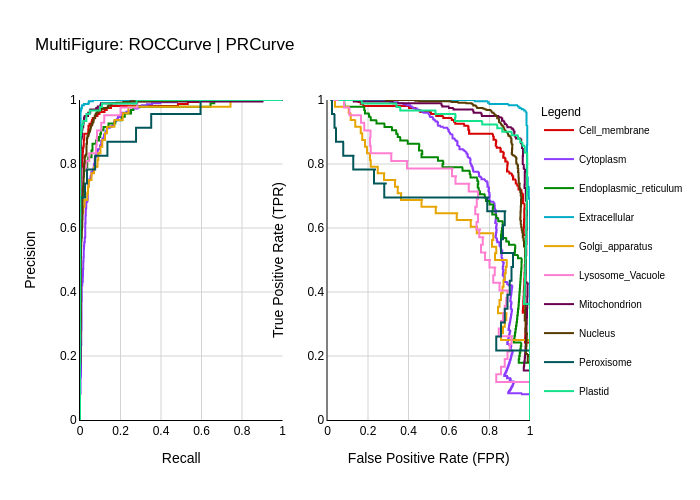 MultiFigure: ROCCurve | PRCurve
Precision
1
0.8
0.6
0.4
0.2
0
0 0.2 0.4 0.6 0.8 1
Recall
True Positive Rate (TPR)
1
0.8
0.6
0.4
0.2
0
0 0.2 0.4 0.6 0.8 1
False Positive Rate (FPR)
Legend
Cell_membrane
Cytoplasm
Endoplasmic_reticulum
Extracellular
Golgi_apparatus
Lysosome_Vacuole
Mitochondrion
Nucleus
Peroxisome
Plastid